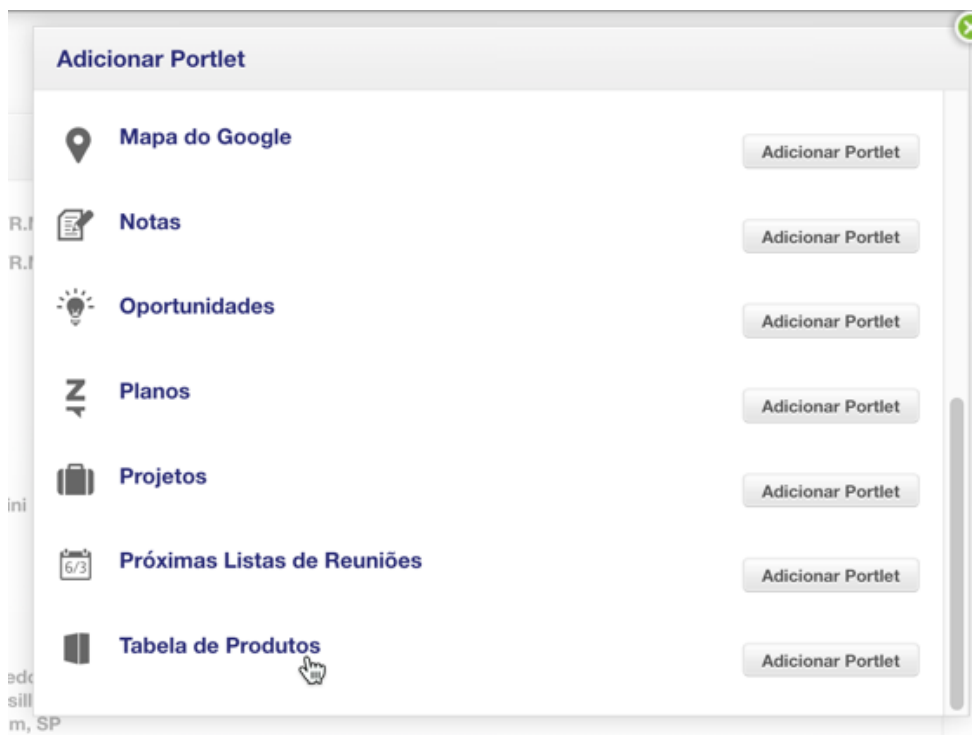 Adicionar Portlet
Mapa do Google
Adicionar Portlet
Notas
Adicionar Portlet
Oportunidades
Adicionar Portlet
Planos
Adicionar Portlet
Projetos
Adicionar Portlet
6/3
Próximas Listas de Reuniões
Adicionar Portlet
Tabela de Produtos
Adicionar Portlet
m, SP